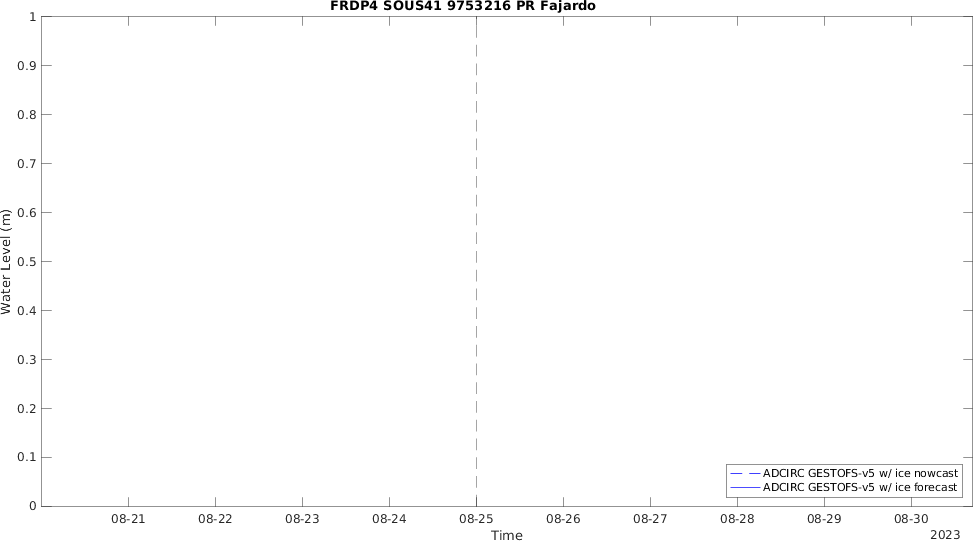 FRDP4 SOUS41 9753216 PR Fajardo
1
0.9
0.8
0.7
0.6
0.5
0.4
0.3
0.2
0.1
0
Water Level (m)
ADCIRC GESTOFS-v5 w/ ice nowcast
ADCIRC GESTOFS-v5 w/ ice forecast
08-21 08-22 08-23 08-24 08-25 08-26 08-27 08-28 08-29 08-30
Time
2023